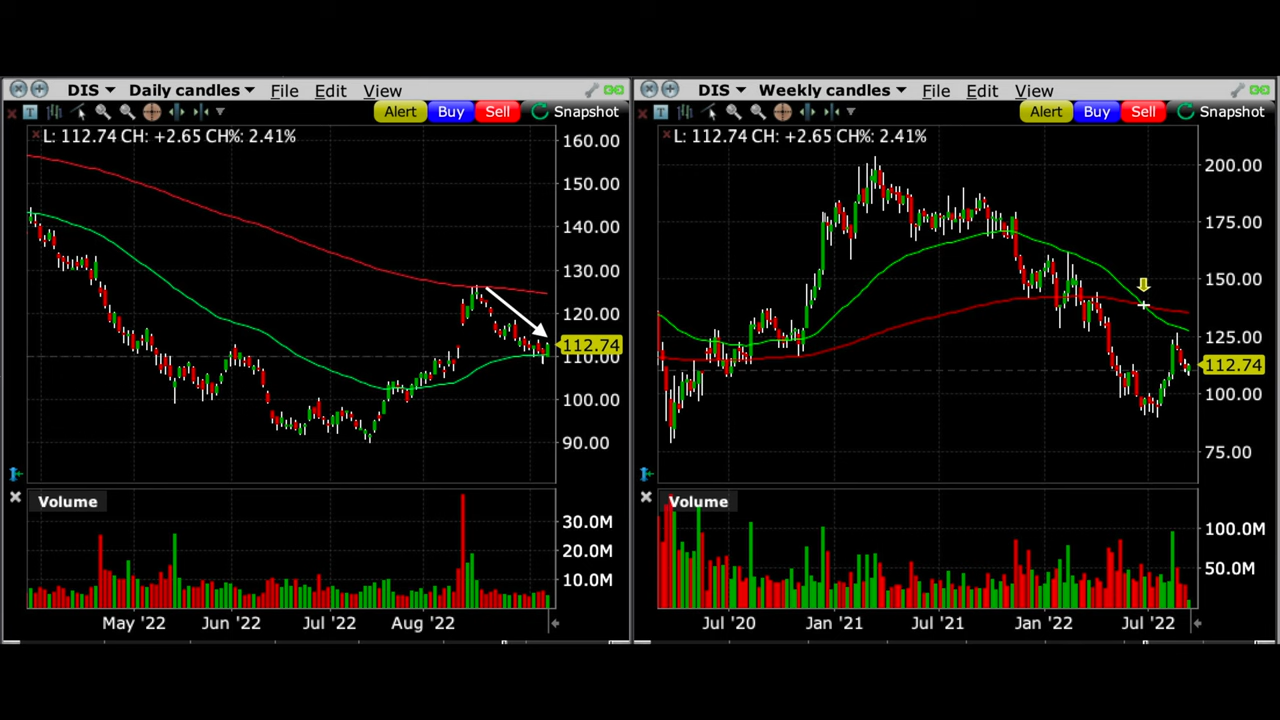 DIS Daily candles File Edit View
T Alert Buy Sell Snapshot
L: 112.74 CH: +2.65 CH%: 2.41%
160.00
150.00
140.00
130.00
120.00
112.74
110.00
100.00
90.00
Volume
30.0M
20.0M
10.0M
May '22 Jun '22 Jul '22 Aug '22
DIS Weekly candles File Edit View
T Alert Buy Sell Snapshot
L: 112.74 CH: +2.65 CH%: 2.41%
200.00
175.00
150.00
125.00
112.74
100.00
75.00
Volume
100.0M
50.0M
Jul '20 Jan '21 Jul '21 Jan '22 Jul '22